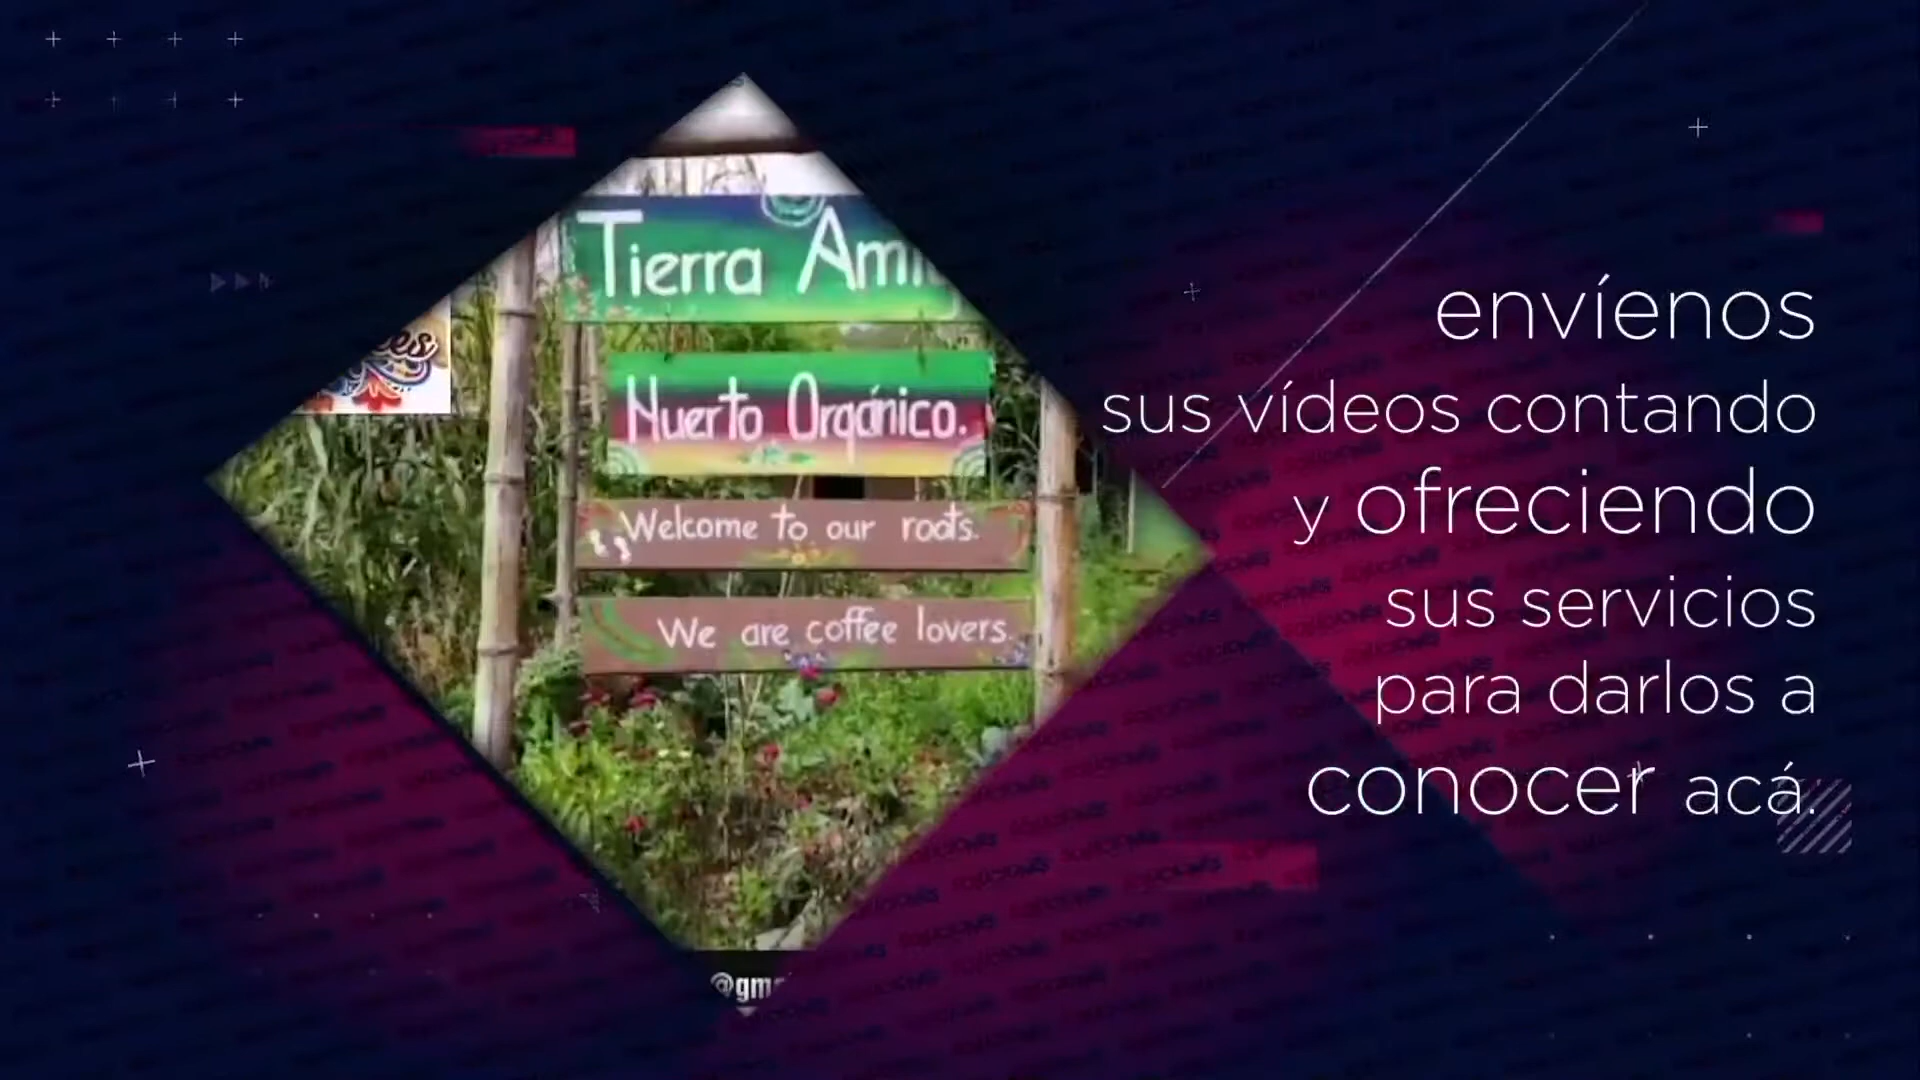 Tierra
Huerto Orgánico.
Welcome to our roots.
We are coffee lovers.
envíenos
sus vídeos contando
y ofreciendo
sus servicios
para darlos a
conocer acá.